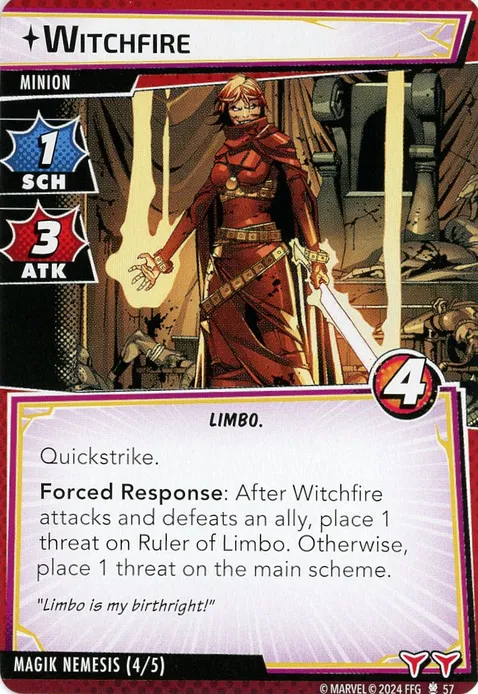 WITCHFIRE
MINION
1
SCH
3
ATK
4
LIMBO.
Quickstrike.
Forced Response: After Witchfire
attacks and defeats an ally, place 1
threat on Ruler of Limbo. Otherwise,
place 1 threat on the main scheme.
"Limbo is my birthright!"
MAGIK NEMESIS (4/5)
© MARVEL © 2024 FFG